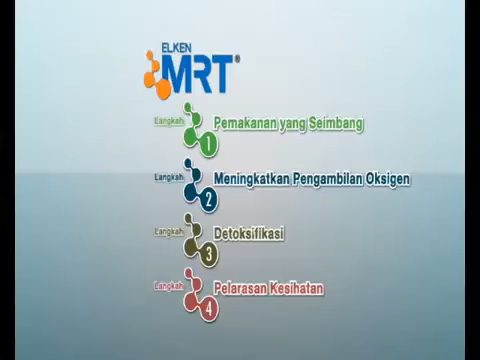 ELKEN
MRT®
Langkah 1 Pemakanan yang Seimbang
Langkah 2 Meningkatkan Pengambilan Oksigen
Langkah 3 Detoksifikasi
Langkah 4 Pelarasan Kesihatan